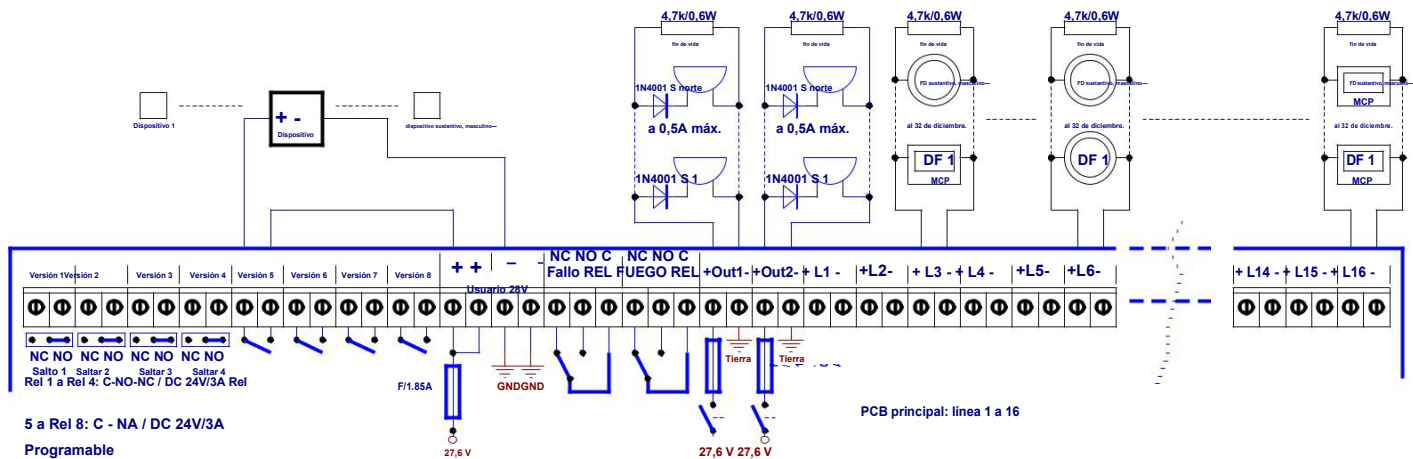 4,7k/0,6W 4,7k/0,6W 4,7k/0,6W 4,7k/0,6W 4,7k/0,6W
fin de vida fin de vida fin de vida fin de vida fin de vida
FD sustantivo, masculino— FD sustantivo, masculino— FD sustantivo, masculino—
1N4001 S norte 1N4001 S norte
MCP
Dispositivo 1
+ -
Dispositivo
dispositivo sustantivo, masculino—
a 0,5A máx. a 0,5A máx.
al 32 de diciembre. al 32 de diciembre. al 32 de diciembre.
DF 1 DF 1 DF 1
1N4001 S 1 1N4001 S 1
MCP MCP
NC NO C NC NO C
Versión 1 Versión 2 Versión 3 Versión 4 Versión 5 Versión 6 Versión 7 Versión 8
+ + - -
Fallo REL FUEGO REL
+Out1- +Out2- + L1 - +L2- + L3 - + L4 - +L5- +L6- + L14 - + L15 - + L16 -
Usuario 28V
NC NO NC NO NC NO NC NO
Salto 1 Saltar 2 Saltar 3 Saltar 4
Rel 1 a Rel 4: C-NO-NC / DC 24V/3A Rel
F/1.85A
GNDGND
Tierra Tierra
5 a Rel 8: C - NA / DC 24V/3A
Programable
27,6 V
27,6 V 27,6 V
PCB principal: línea 1 a 16